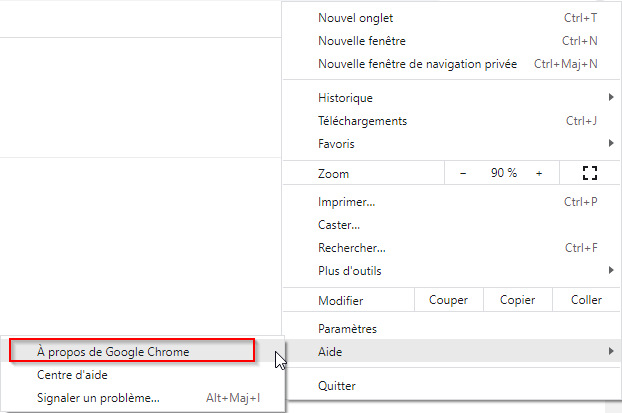 Nouvel onglet Ctrl+T
Nouvelle fenêtre Ctrl+N
Nouvelle fenêtre de navigation privée Ctrl+Maj+N
Historique
Téléchargements Ctrl+J
Favoris
Zoom − 90 % +
Imprimer... Ctrl+P
Caster...
Rechercher... Ctrl+F
Plus d'outils
Modifier Couper Copier Coller
Paramètres
Aide
Quitter
À propos de Google Chrome
Centre d'aide
Signaler un problème... Alt+Maj+I